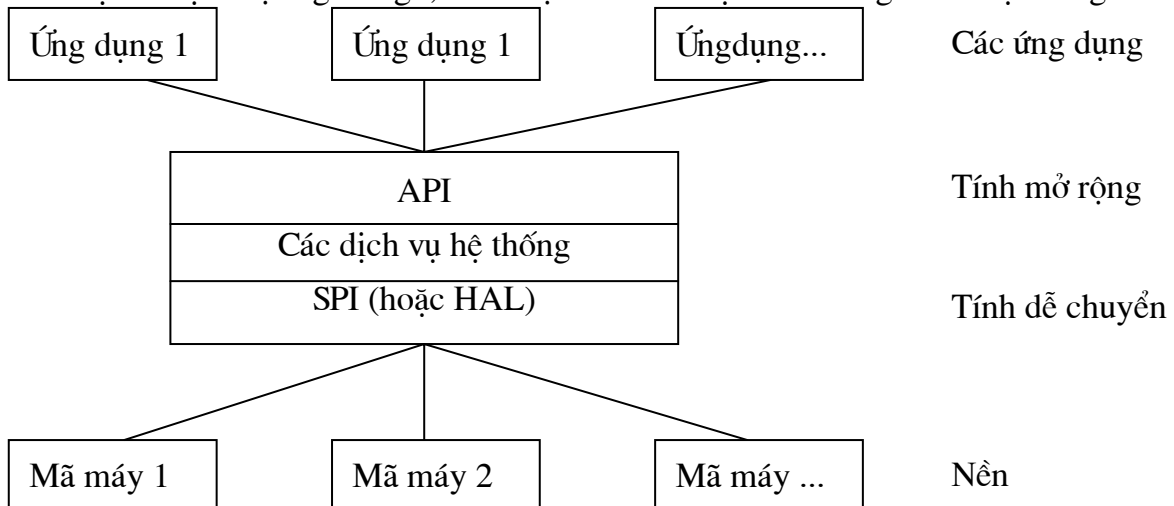 Ứng dụng 1 Ứng dụng 1 Ứngdụng... Các ứng dụng
API Tính mở rộng
Các dịch vụ hệ thống
SPI (hoặc HAL) Tính dễ chuyển
Mã máy 1 Mã máy 2 Mã máy ... Nền